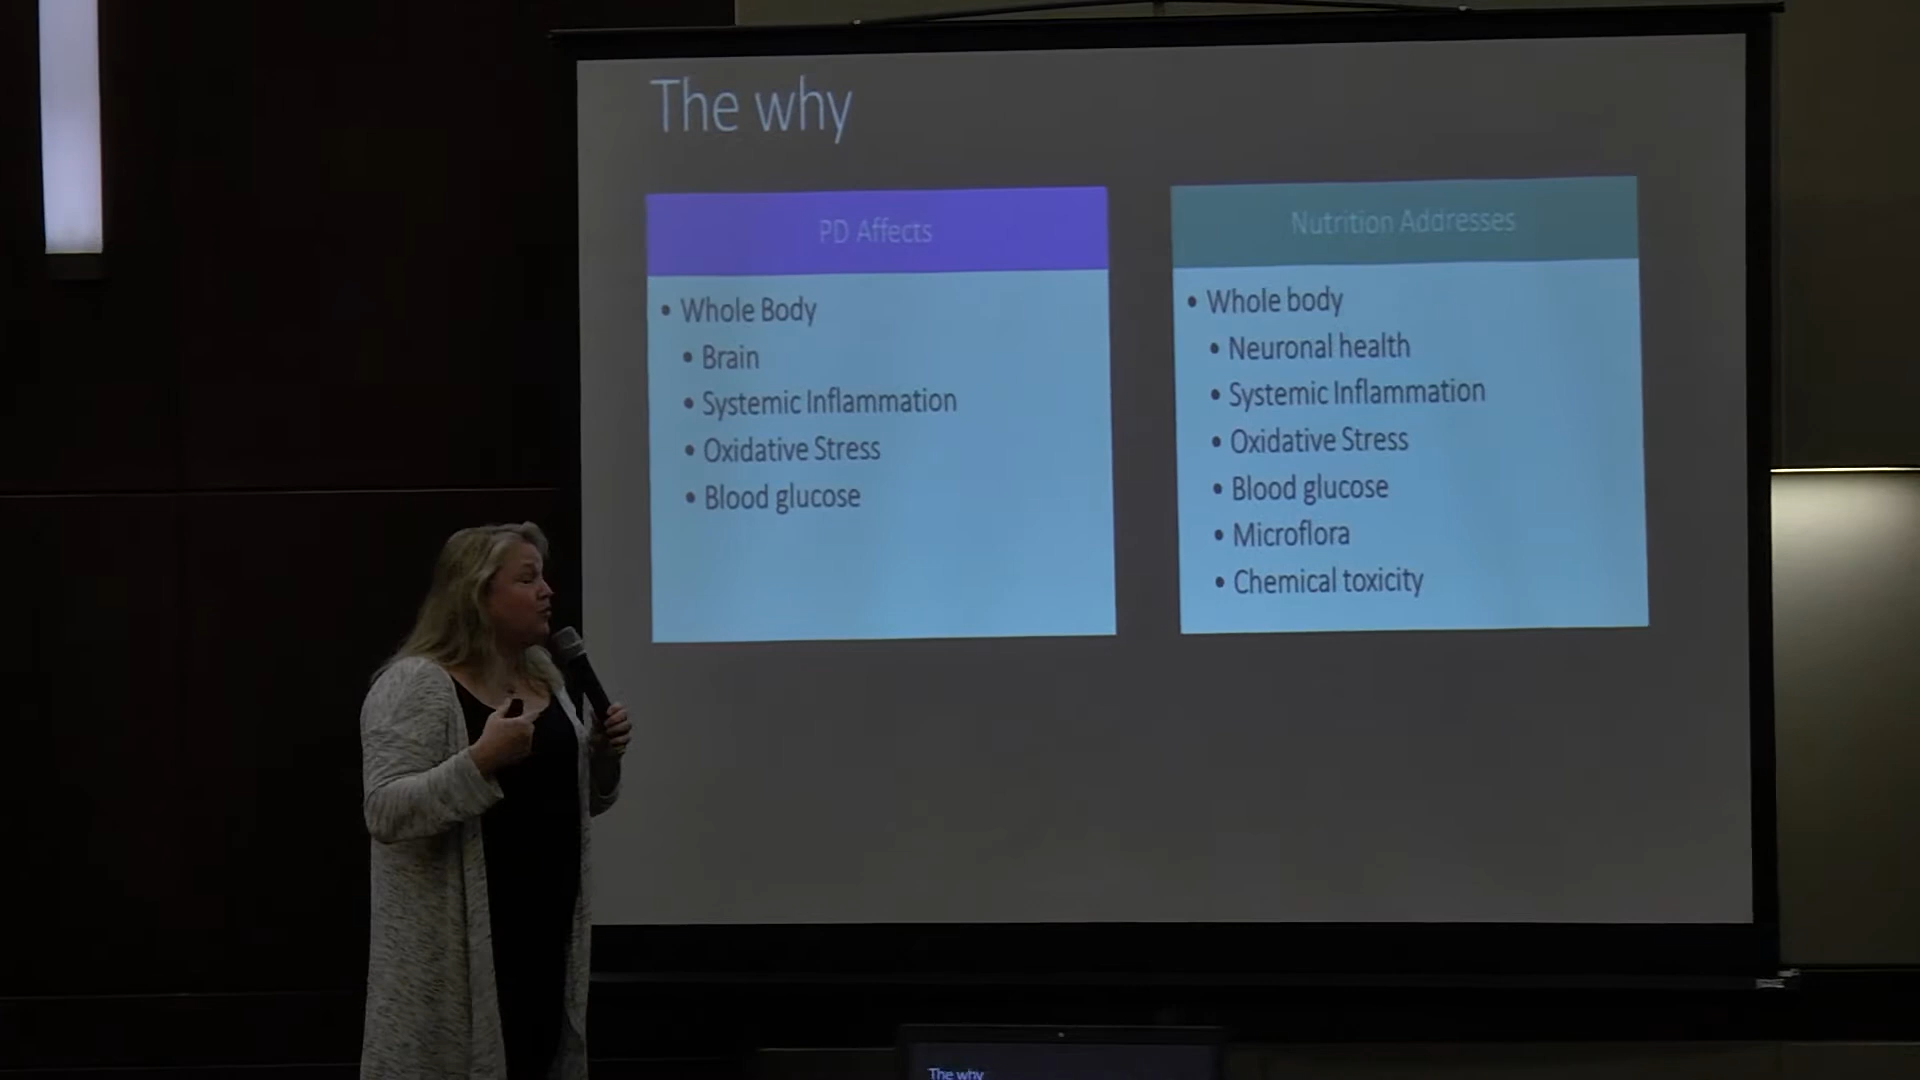 The why
PD Affects
• Whole Body
• Brain
• Systemic Inflammation
• Oxidative Stress
• Blood glucose
Nutrition Addresses
• Whole body
• Neuronal health
• Systemic Inflammation
• Oxidative Stress
• Blood glucose
• Microflora
• Chemical toxicity
The why